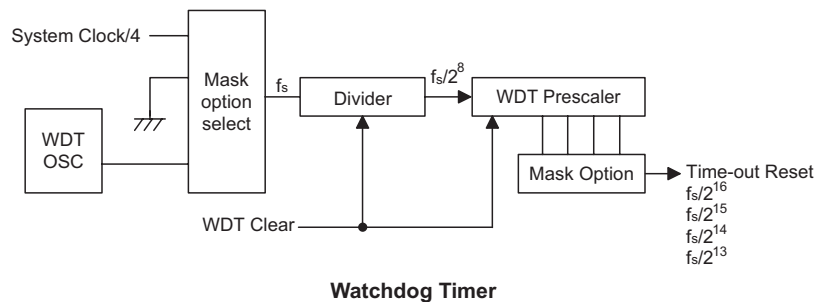 System Clock/4
Mask
option
select
WDT
OSC
fs
Divider
fs/2^8
WDT Prescaler
Mask Option
WDT Clear
Time-out Reset
fs/2^16
fs/2^15
fs/2^14
fs/2^13
Watchdog Timer